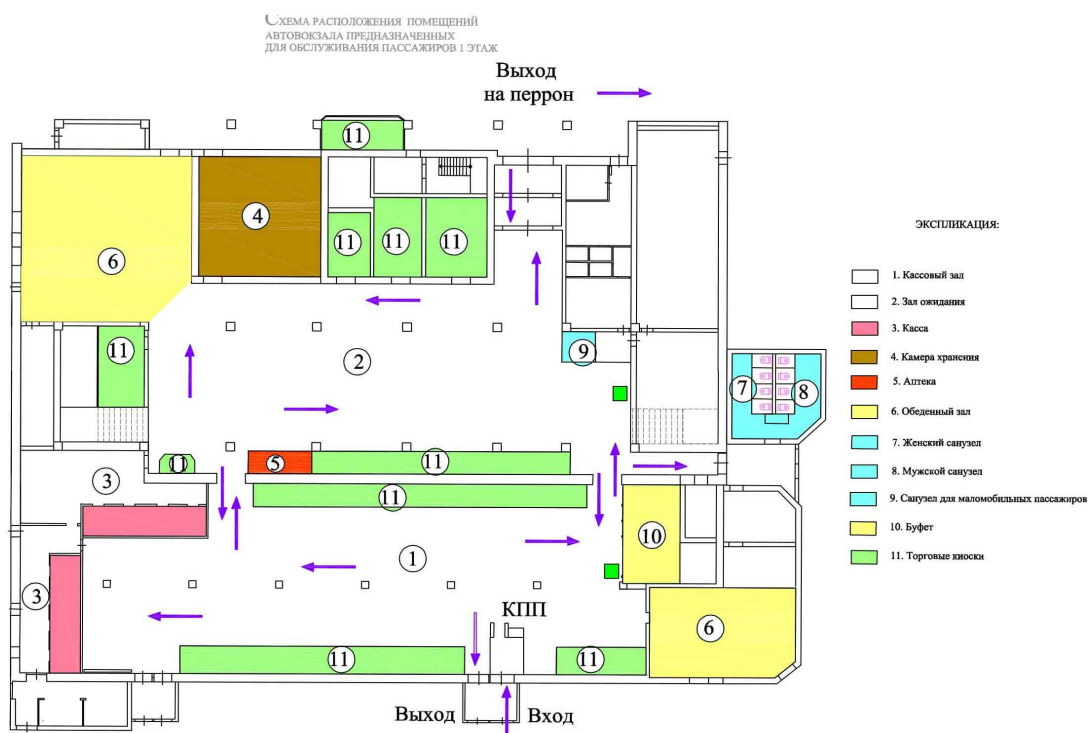 СХЕМА РАСПОЛОЖЕНИЯ ПОМЕЩЕНИЙ
АВТОВОКЗАЛА ПРЕДНАЗНАЧЕННЫХ
ДЛЯ ОБСЛУЖИВАНИЯ ПАССАЖИРОВ 1 ЭТАЖ
Выход
на перрон
11
4
11
11
11
6
11
2
9
7
8
11
5
11
3
11
10
1
3
КПП
6
11
11
Выход
Вход
ЭКСПЛИКАЦИЯ:
1. Кассовый зал
2. Зал ожидания
3. Касса
4. Камера хрансния
5. Аптека
6. Обеденный зал
7. Женский санузел
8. Мужской санузел
9. Санузел для маломобильных пассажиров
10. Буфет
11. Торговые киоски